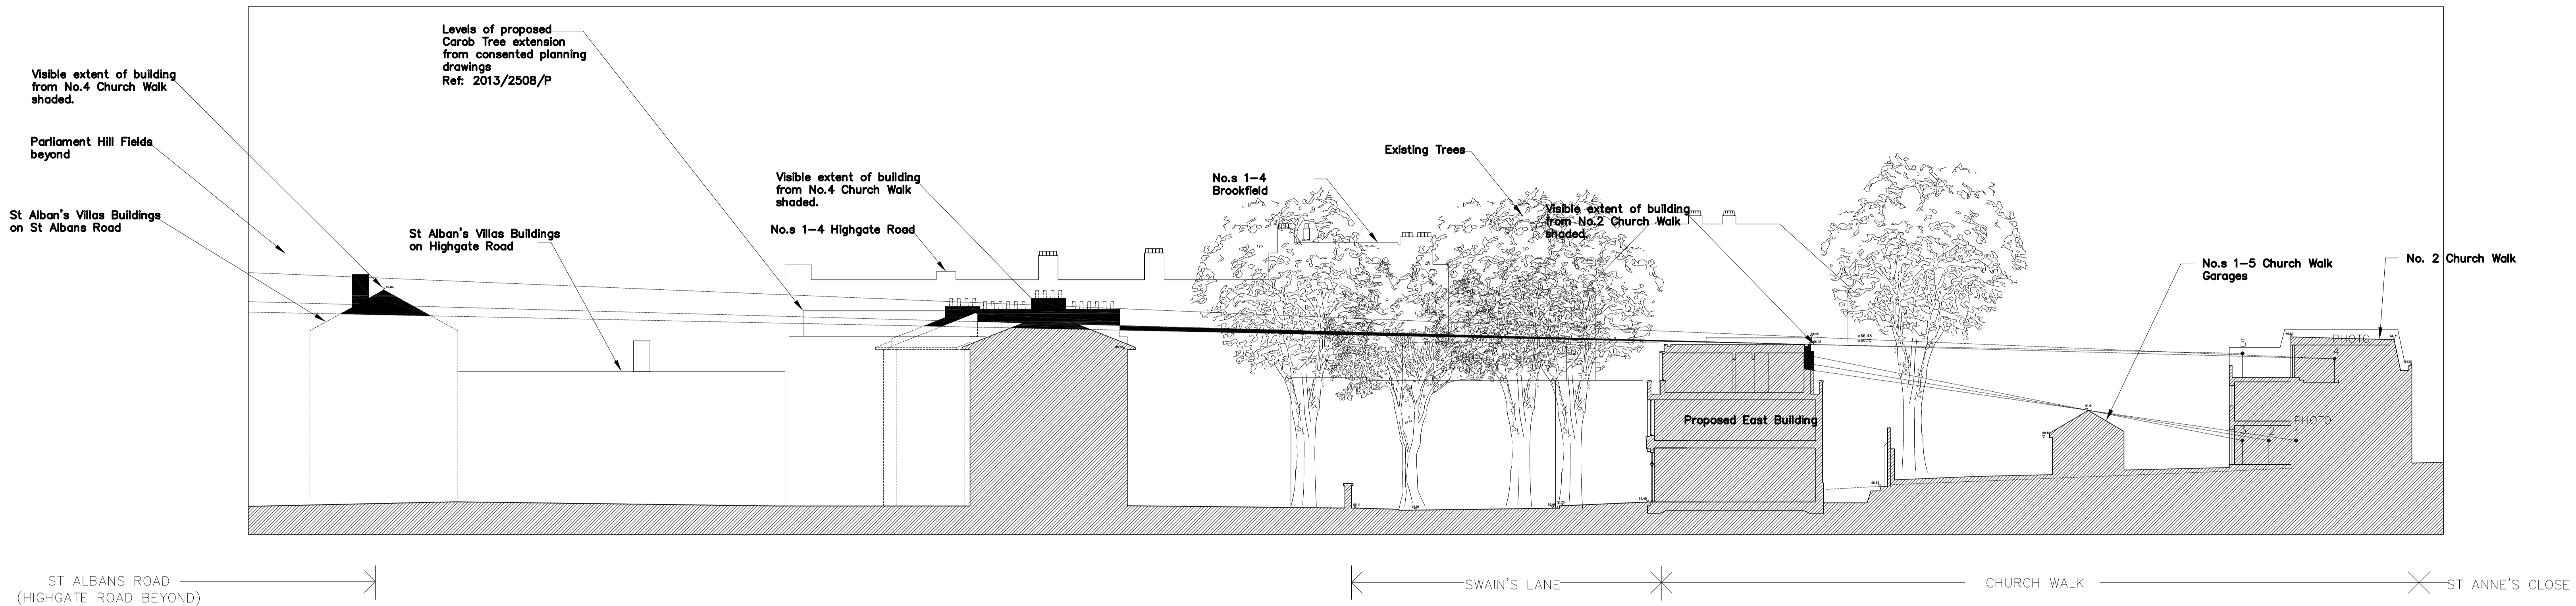 Levels of proposed
Carob Tree extension
from consented planning
drawings
Ref: 2013/2508/P
Visible extent of building
from No.4 Church Walk
shaded.
Parliament Hill Fields
beyond
St Alban's Villas Buildings
on St Albans Road
St Alban's Villas Buildings
on Highgate Road
Visible extent of building
from No.4 Church Walk
shaded.
No.s 1-4 Highgate Road
No.s 1-4
Brookfield
Existing Trees
Visible extent of building
from No.2 Church Walk
shaded.
No.s 1-5 Church Walk
Garages
No. 2 Church Walk
PHOTO
5
4
Proposed East Building
PHOTO
3
2
1
ST ALBANS ROAD
(HIGHGATE ROAD BEYOND)
SWAIN'S LANE
CHURCH WALK
ST ANNE'S CLOSE